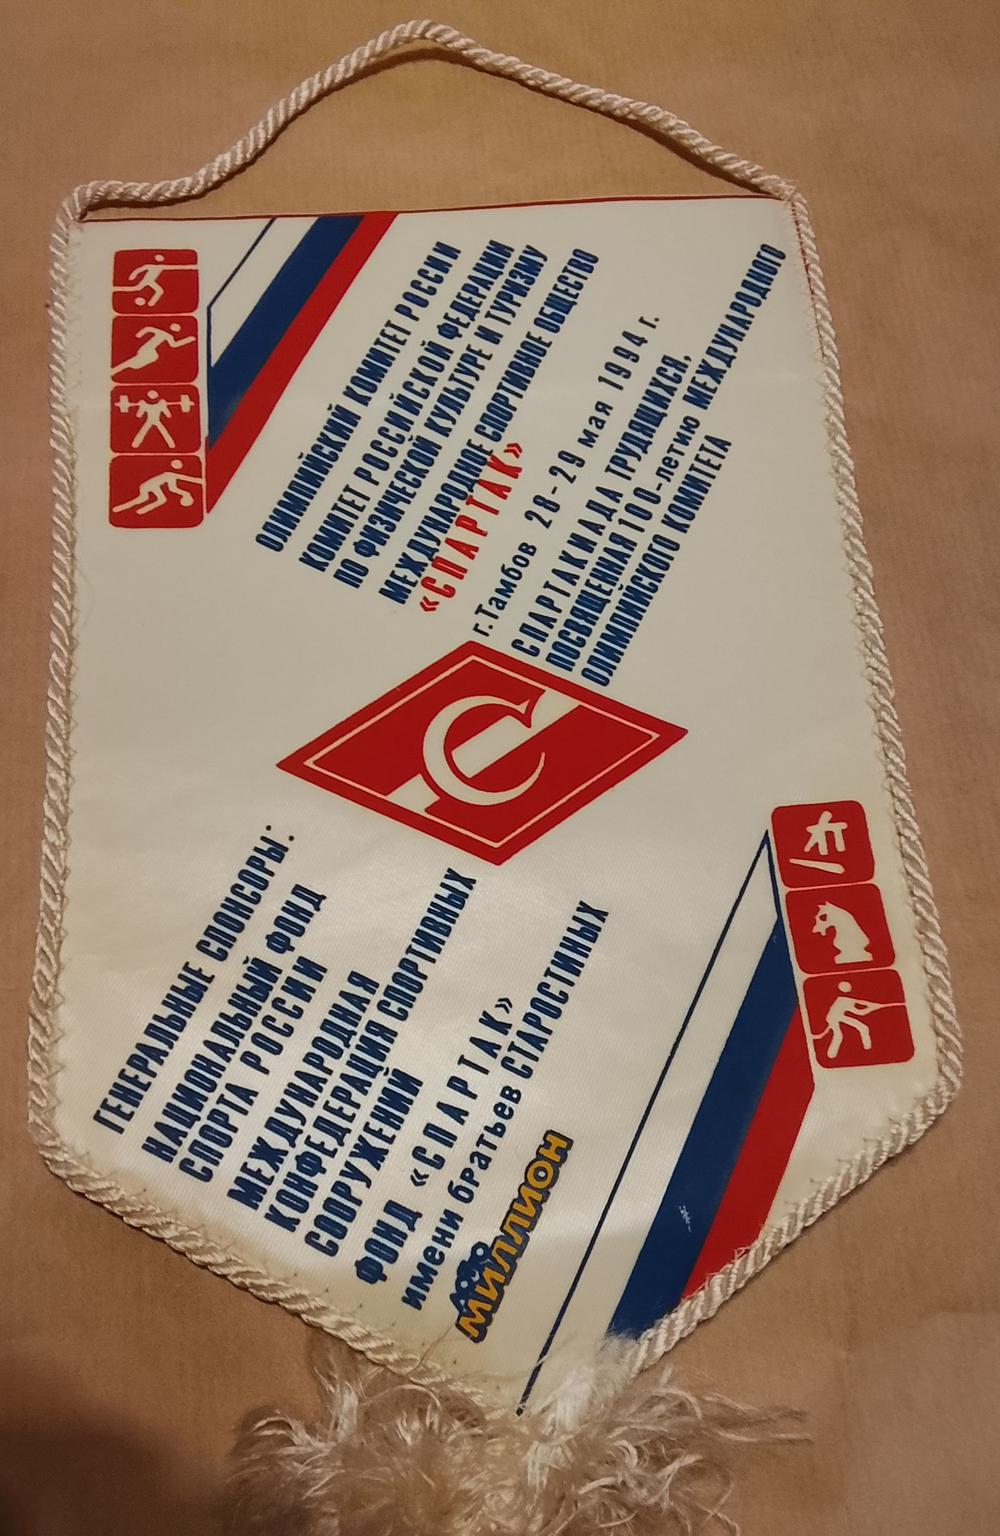 ОЛИМПИЙСКИЙ КОМИТЕТ РОССИИ
КОМИТЕТ РОССИЙСКОЙ ФЕДЕРАЦИИ
ПО ФИЗИЧЕСКОЙ КУЛЬТУРЕ И ТУРИЗМУ
МЕЖДУНАРОДНОЕ СПОРТИВНОЕ ОБЩЕСТВО
«СПАРТАК»
г.Тамбов 28-29 мая 1994 г.
СПАРТАКИАДА ТРУДЯЩИХСЯ,
ПОСВЯЩЕННАЯ 100-летию МЕЖДУНАРОДНОГО
ОЛИМПИЙСКОГО КОМИТЕТА
С
ГЕНЕРАЛЬНЫЕ СПОНСОРЫ:
НАЦИОНАЛЬНЫЙ ФОНД
СПОРТА РОССИИ
МЕЖДУНАРОДНАЯ
КОНФЕДЕРАЦИЯ СПОРТИВНЫХ
СООРУЖЕНИЙ
ФОНД «СПАРТАК»
имени братьев СТАРОСТИНЫХ
МИЛЛИОН